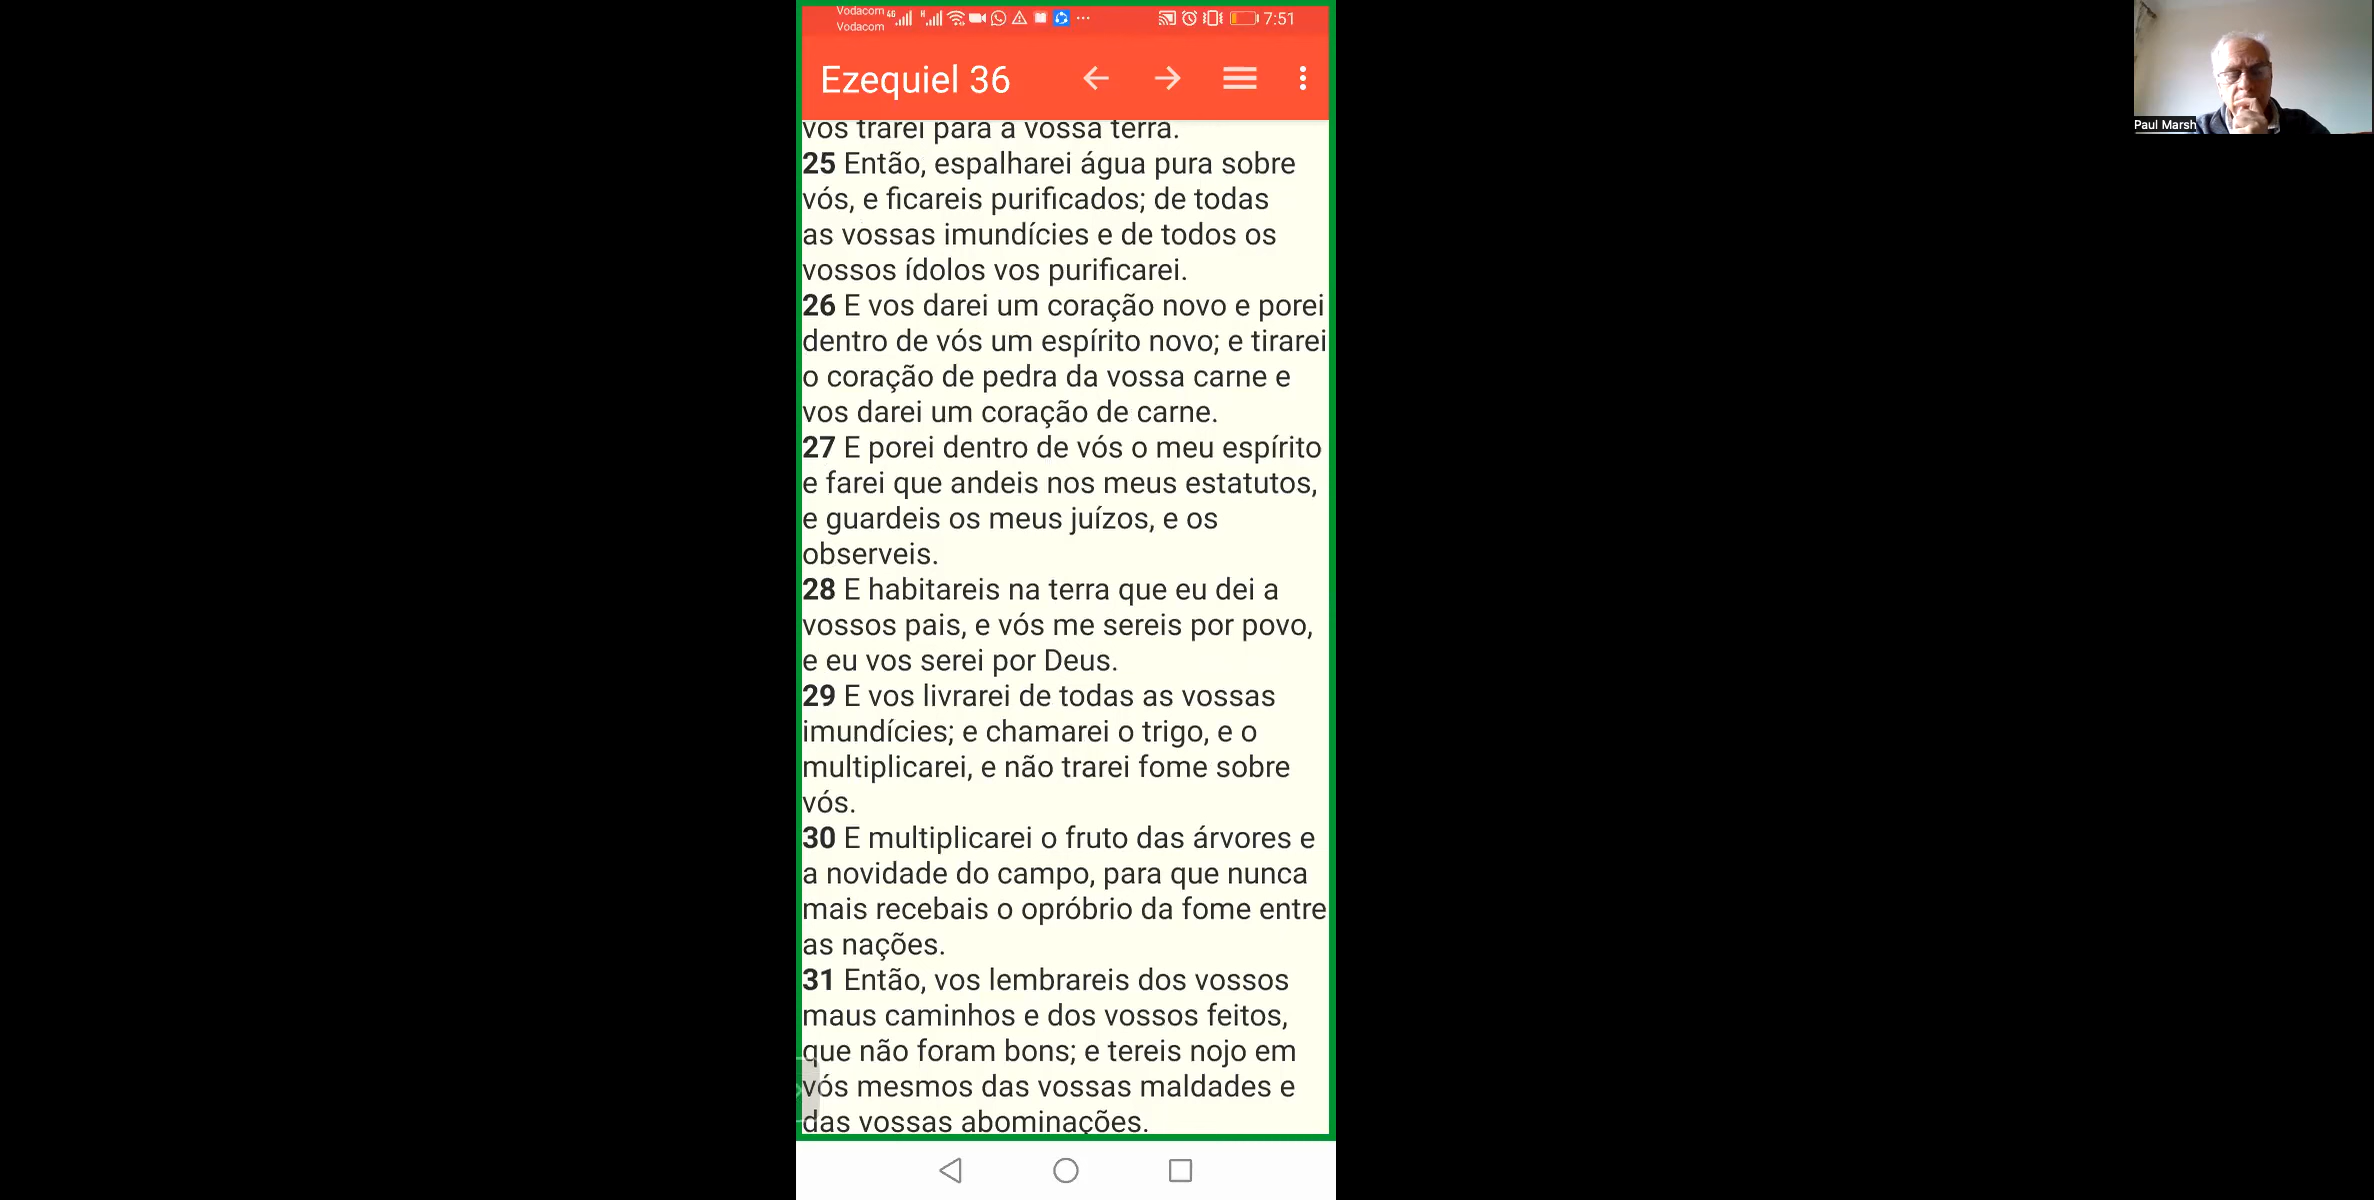 Vodacom 4G
Vodacom
H
7:51
Ezequiel 36
Paul Marsh
vos trarei para a vossa terra.
25 Então, espalharei água pura sobre
vós, e ficareis purificados; de todas
as vossas imundícies e de todos os
vossos ídolos vos purificarei.
26 E vos darei um coração novo e porei
dentro de vós um espírito novo; e tirarei
o coração de pedra da vossa carne e
vos darei um coração de carne.
27 E porei dentro de vós o meu espírito
e farei que andeis nos meus estatutos,
e guardeis os meus juízos, e os
observeis.
28 E habitareis na terra que eu dei a
vossos pais, e vós me sereis por povo,
e eu vos serei por Deus.
29 E vos livrarei de todas as vossas
imundícies; e chamarei o trigo, e o
multiplicarei, e não trarei fome sobre
vós.
30 E multiplicarei o fruto das árvores e
a novidade do campo, para que nunca
mais recebais o opróbrio da fome entre
as nações.
31 Então, vos lembrareis dos vossos
maus caminhos e dos vossos feitos,
que não foram bons; e tereis nojo em
vós mesmos das vossas maldades e
das vossas abominações.